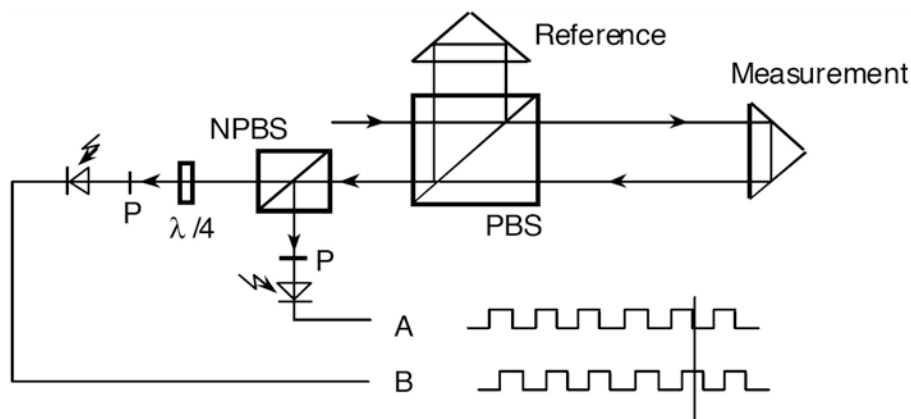 Reference
Measurement
NPBS
P
λ/4
PBS
P
A
B